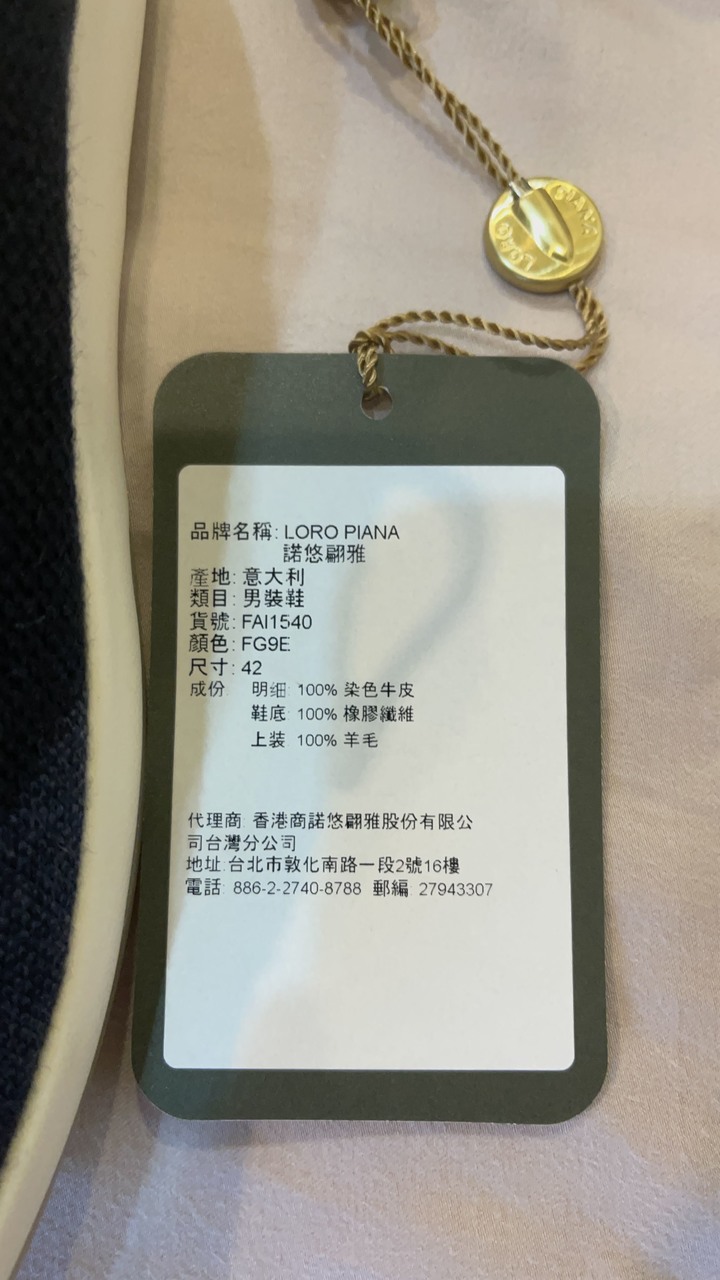 LORO PIANA
品牌名稱: LORO PIANA
諾悠翩雅
產地: 意大利
類目: 男裝鞋
貨號: FAI1540
顏色: FG9E
尺寸: 42
成份: 明细: 100% 染色牛皮
鞋底: 100% 橡膠纖維
上装: 100% 羊毛
代理商: 香港商諾悠翩雅股份有限公
司台灣分公司
地址:台北市敦化南路一段2號16樓
電話: 886-2-2740-8788 郵編: 27943307